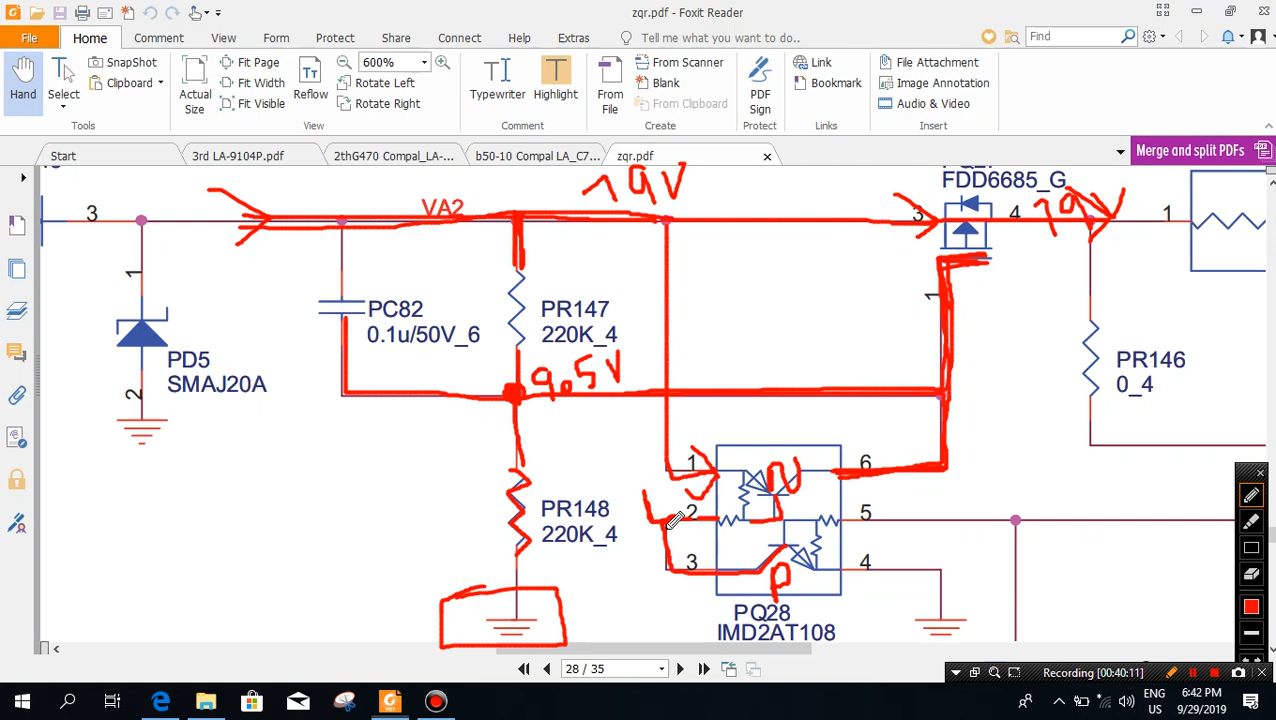 zqr.pdf - Foxit Reader
File
Home
Comment
View
Form
Protect
Share
Connect
Help
Extras
Tell me what you want to do...
Find
Hand
Select
SnapShot
Clipboard
Tools
Actual
Size
Fit Page
Fit Width
Fit Visible
Reflow
600%
Rotate Left
Rotate Right
View
Typewriter
Highlight
Comment
From
File
From Scanner
Blank
From Clipboard
Create
PDF
Sign
Protect
Link
Bookmark
Links
File Attachment
Image Annotation
Audio & Video
Insert
Start
3rd LA-9104P.pdf
2thG470 Compal_LA-...
b50-10 Compal LA_C7...
zqr.pdf
Merge and split PDFs
FDD6685_G
19V
VA2
3
3
4
19
1
1
PC82
0.1u/50V_6
PR147
220K_4
1
PD5
SMAJ20A
2
9.5V
PR146
0_4
1
N
6
2
5
PR148
220K_4
3
P
4
PQ28
IMD2AT108
28 / 35
Recording [00:40:11]
ENG
US
6:42 PM
9/29/2019